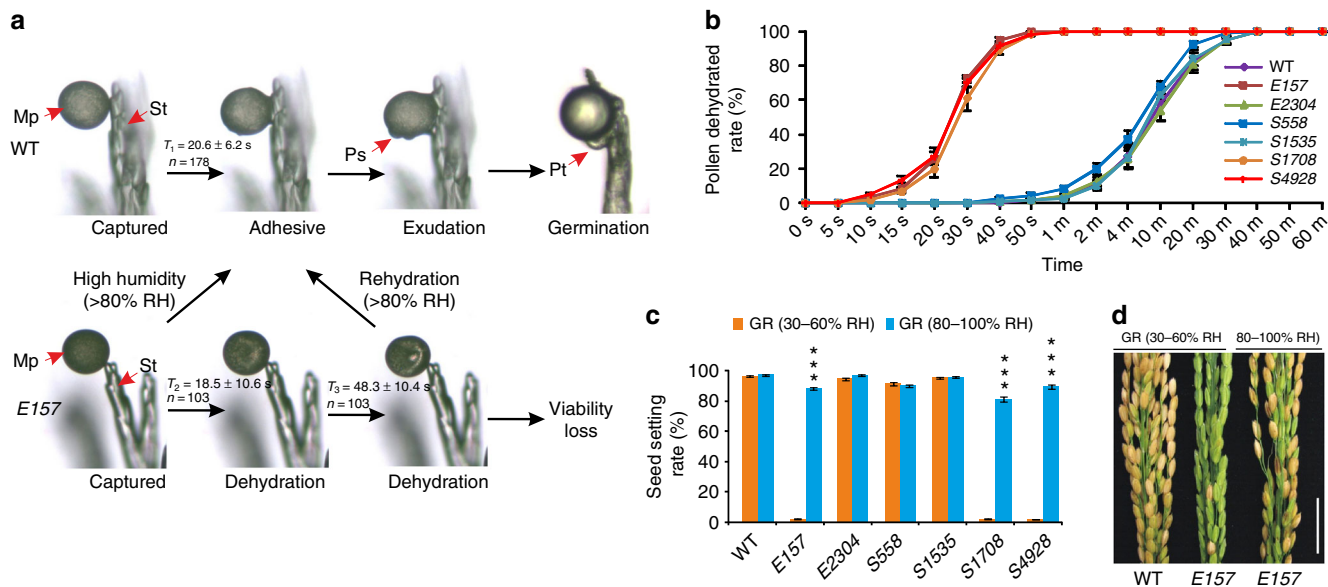 a
Mp
St
WT
T1 = 20.6 ± 6.2 s
n = 178
Ps
Pt
Captured
Adhesive
Exudation
Germination
High humidity
(>80% RH)
Rehydration
(>80% RH)
Mp
St
E157
T2 = 18.5 ± 10.6 s
n = 103
T3 = 48.3 ± 10.4 s
n = 103
Viability
loss
Captured
Dehydration
Dehydration
b
Pollen dehydrated
rate (%)
100
80
60
40
20
0
WT
E157
E2304
S558
S1535
S1708
S4928
0 s
5 s
10 s
15 s
20 s
30 s
40 s
50 s
1 m
2 m
4 m
10 m
20 m
30 m
40 m
50 m
60 m
Time
c
GR (30–60% RH)
GR (80–100% RH)
Seed setting
rate (%)
100
80
60
40
20
0
***
***
***
WT
E157
E2304
S558
S1535
S1708
S4928
d
GR (30–60% RH
80–100% RH)
WT
E157
E157